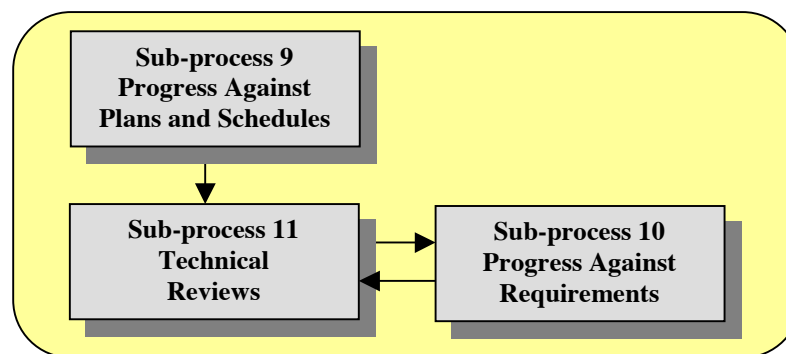 Sub-process 9
Progress Against
Plans and Schedules
Sub-process 11
Technical
Reviews
Sub-process 10
Progress Against
Requirements